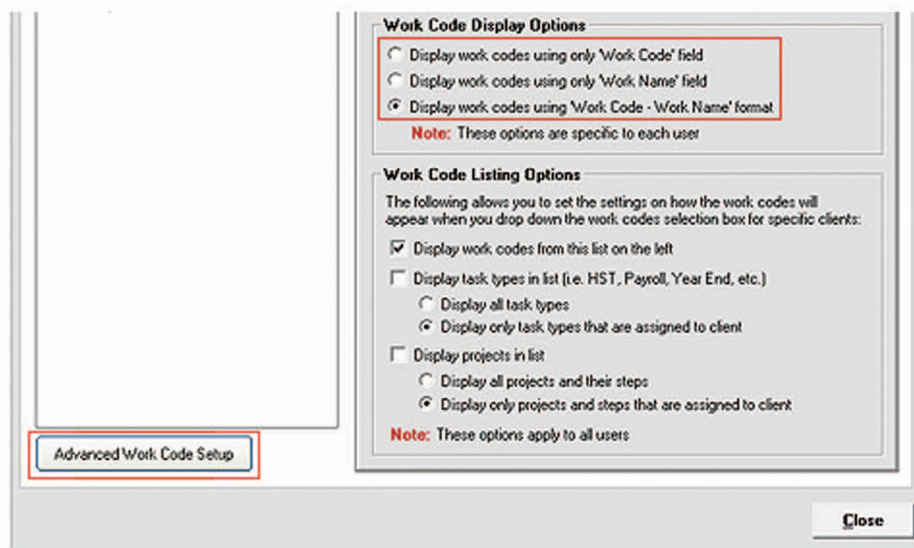 Work Code Display Options
Display work codes using only 'Work Code' field
Display work codes using only 'Work Name' field
Display work codes using 'Work Code - Work Name' format
Note: These options are specific to each user
Work Code Listing Options
The following allows you to set the settings on how the work codes will
appear when you drop down the work codes selection box for specific clients:
Display work codes from this list on the left
Display task types in list (i.e. HST, Payroll, Year End, etc.)
Display all task types
Display only task types that are assigned to client
Display projects in list
Display all projects and their steps
Display only projects and steps that are assigned to client
Note: These options apply to all users
Advanced Work Code Setup
Close